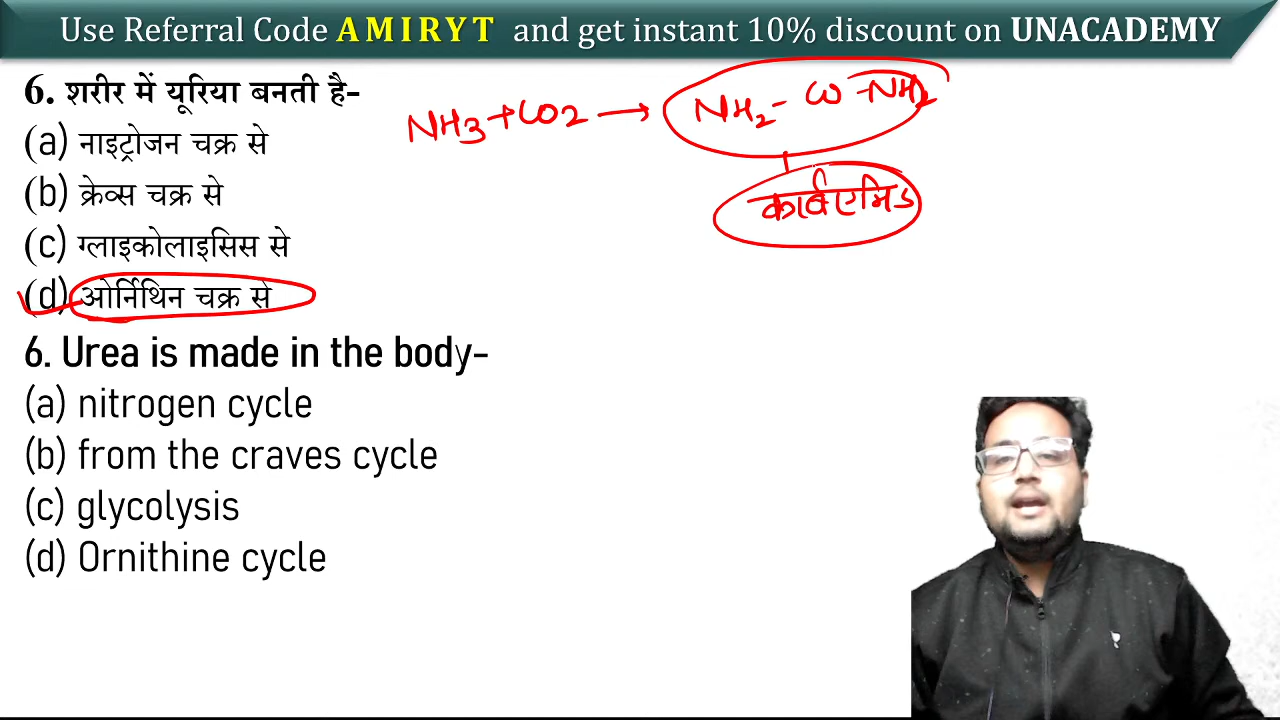 Use Referral Code AMIRYT and get instant 10% discount on UNACADEMY
6. शरीर में यूरिया बनती है-
NH3+CO2 → NH2- CO -NH2
(a) नाइट्रोजन चक्र से
(b) क्रेव्स चक्र से
कार्बएमिड
(c) ग्लाइकोलाइसिस से
(d) ओर्निथिन चक्र से
6. Urea is made in the body-
(a) nitrogen cycle
(b) from the craves cycle
(c) glycolysis
(d) Ornithine cycle